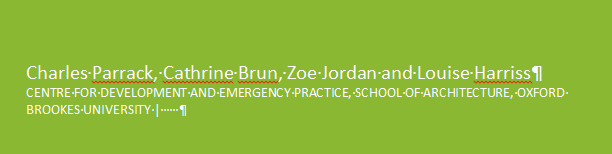 Charles Parrack, Cathrine Brun, Zoe Jordan and Louise Harriss¶
CENTRE FOR DEVELOPMENT AND EMERGENCY PRACTICE, SCHOOL OF ARCHITECTURE, OXFORD
BROOKES UNIVERSITY |······¶